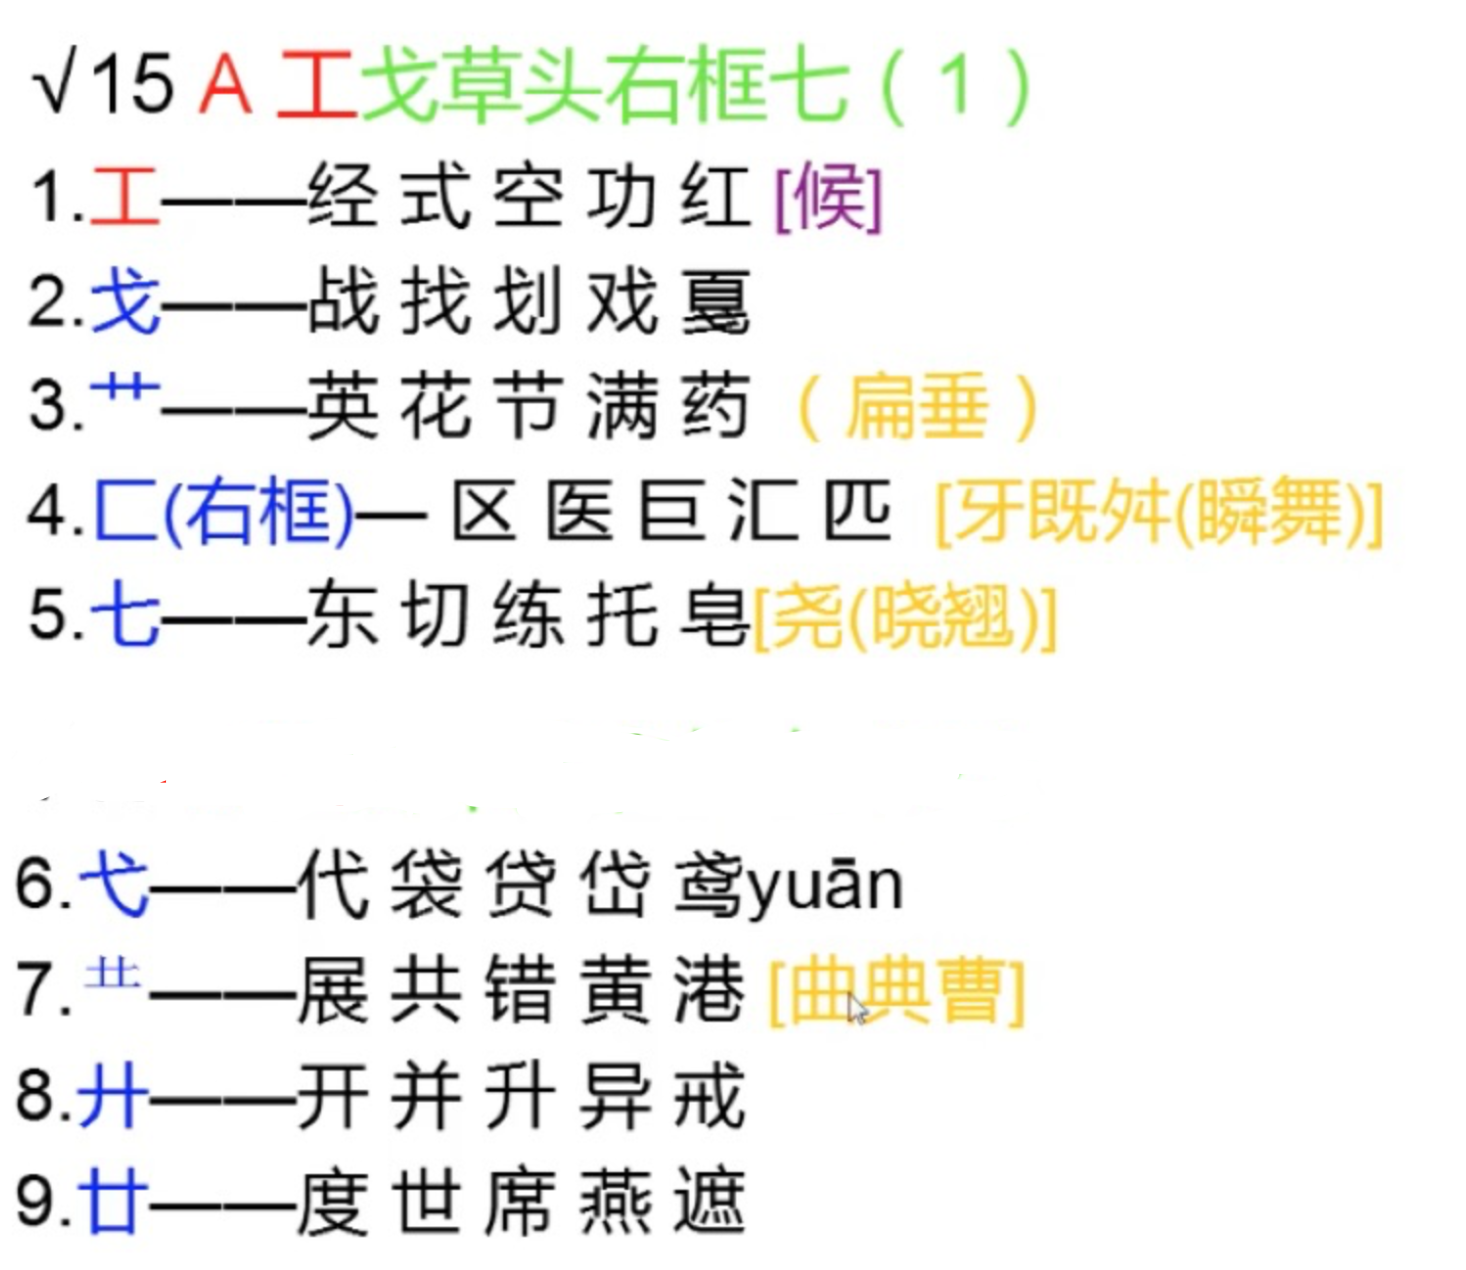 √15 A 工戈草头右框七（1）
1.工——经 式 空 功 红 [候]
2.戈——战 找 划 戏 戛
3.艹——英 花 节 满 药 （扁垂）
4.匚(右框)— 区 医 巨 汇 匹 [牙既舛(瞬舞)]
5.七——东 切 练 托 皂[尧(晓翘)]
6.弋——代 袋 贷 岱 鸢yuān
7.龷——展 共 错 黄 港 [曲典曹]
8.廾——开 并 升 异 戒
9.廿——度 世 席 燕 遮